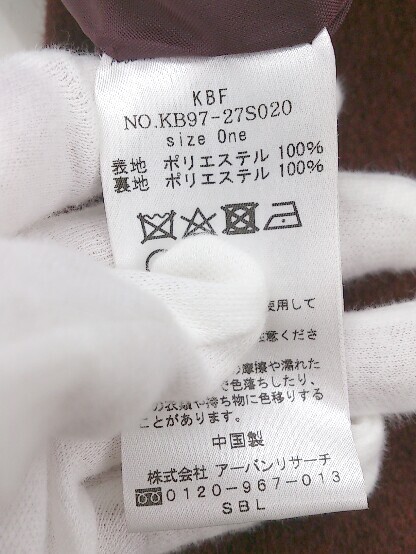 KBF
NO.KB97-27S020
size One
表地 ポリエステル 100%
裏地 ポリエステル 100%
使用して
意ください
摩擦や濡れた
で色落ちしたり、
の衣類や持ち物に色移りする
ことがあります。
中国製
株式会社 アーバンリサーチ
0120-967-013
SBL